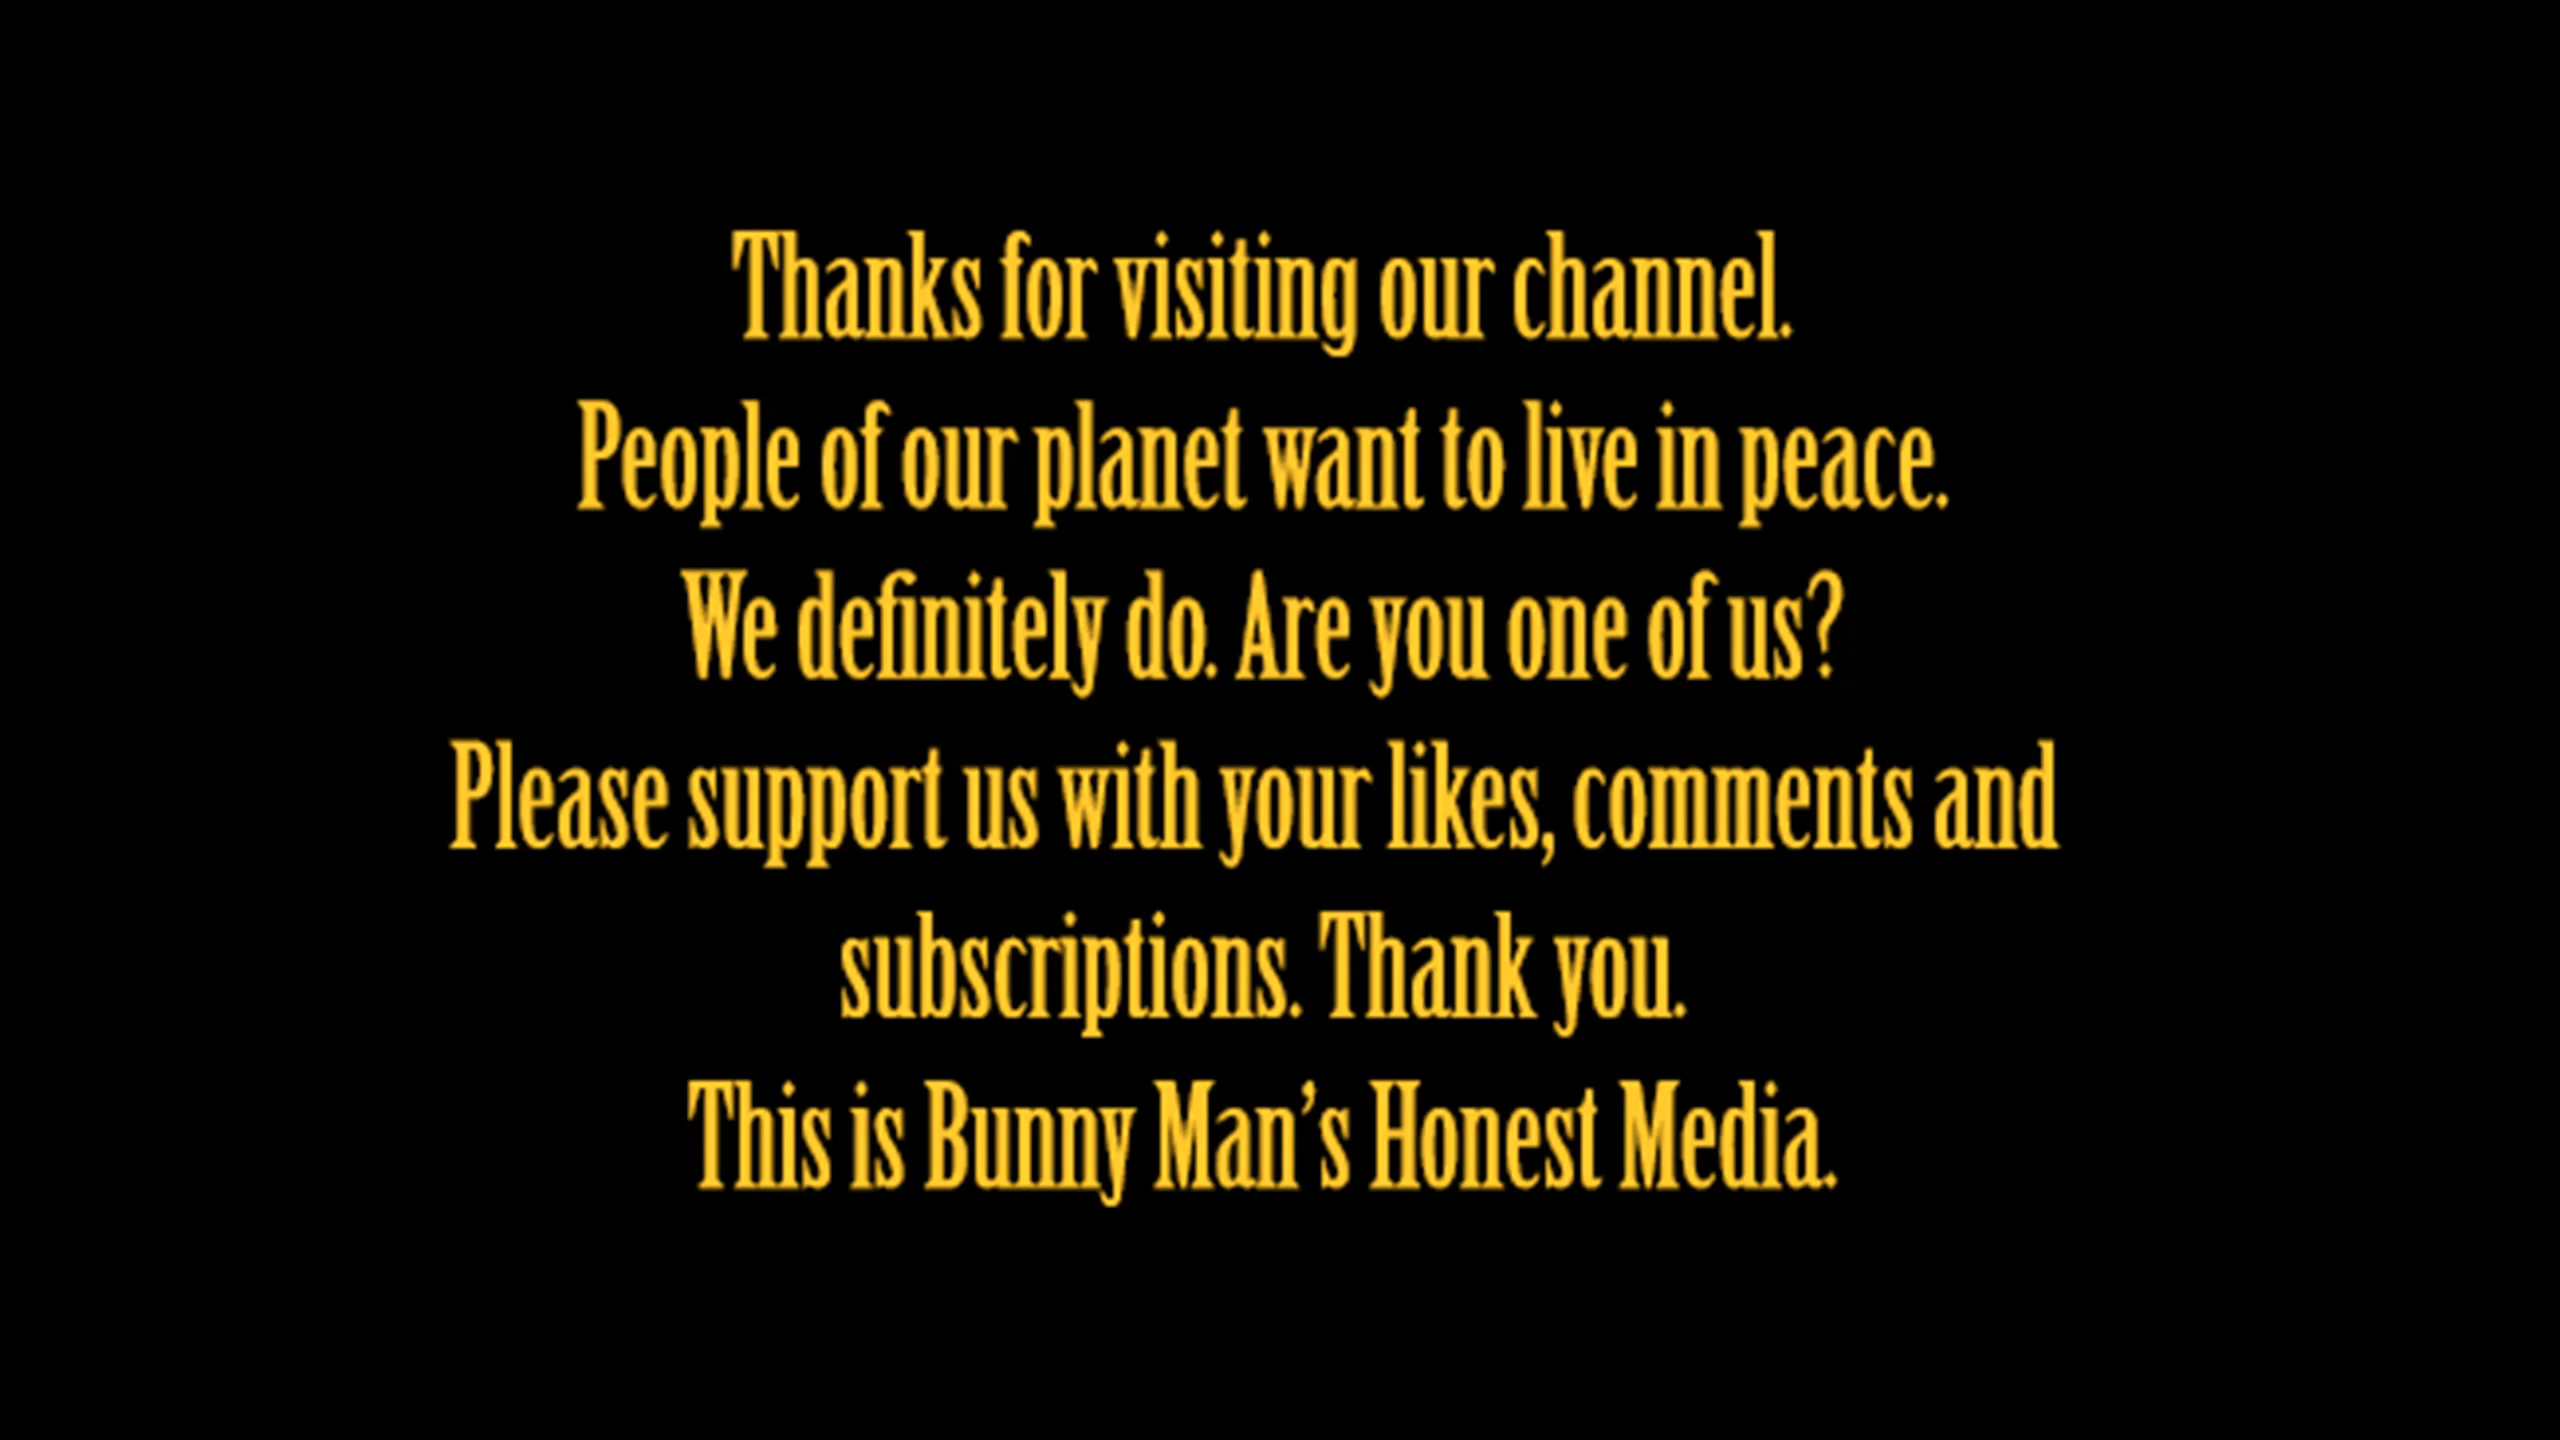 Thanks for visiting our channel.
People of our planet want to live in peace.
We definitely do. Are you one of us?
Please support us with your likes, comments and
subscriptions. Thank you.
This is Bunny Man’s Honest Media.